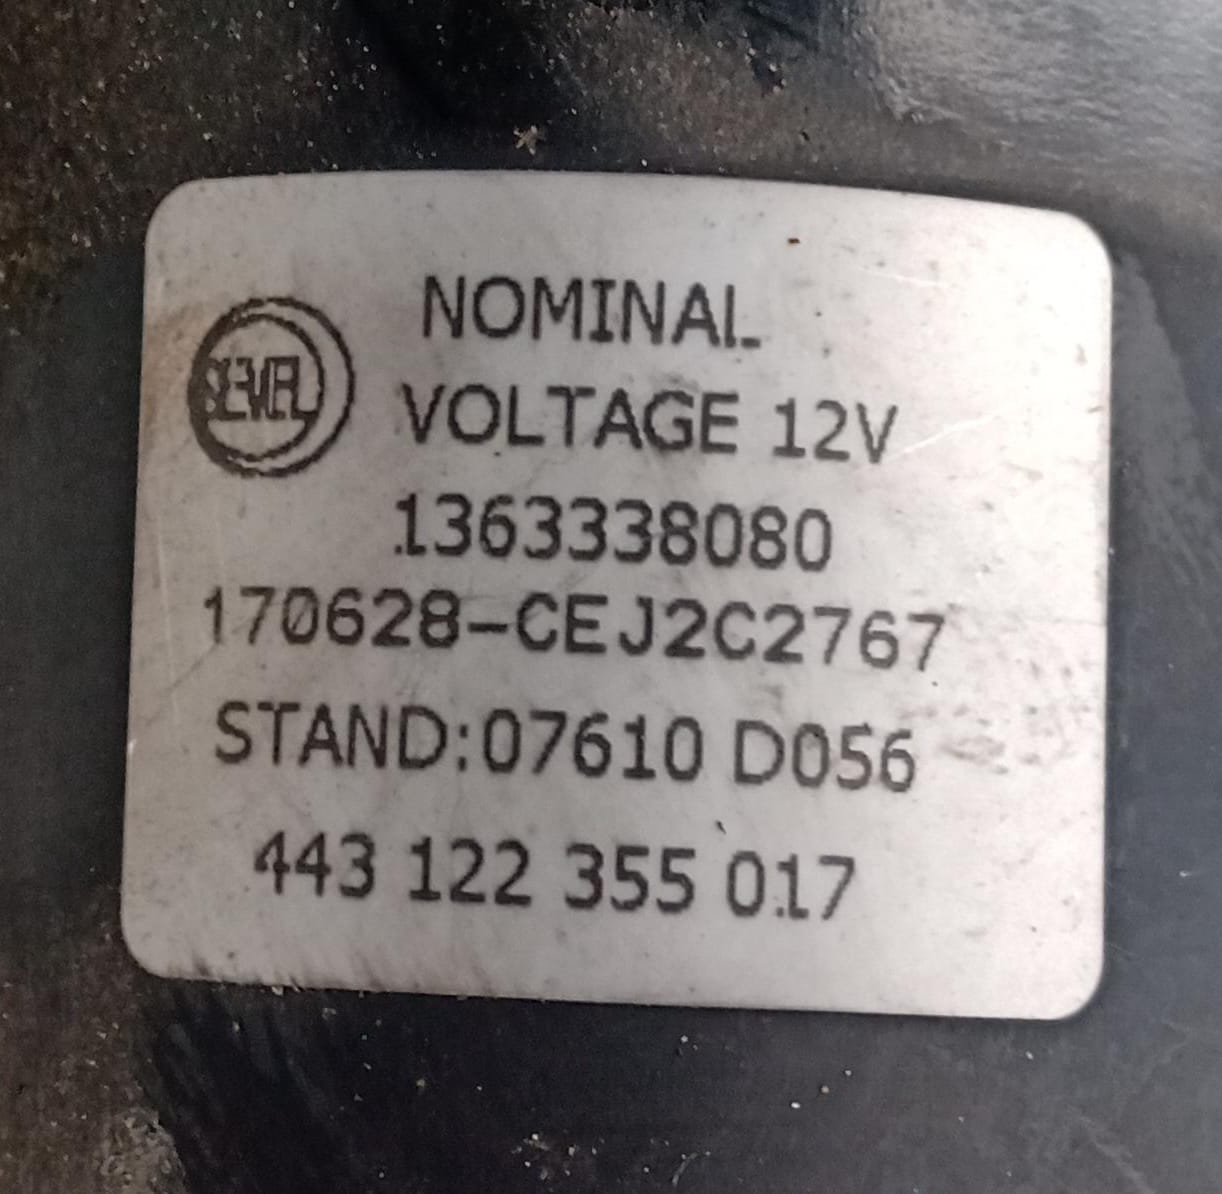 SEVEL
NOMINAL
VOLTAGE 12V
1363338080
170628-CEJ2C2767
STAND:07610 D056
443 122 355 017